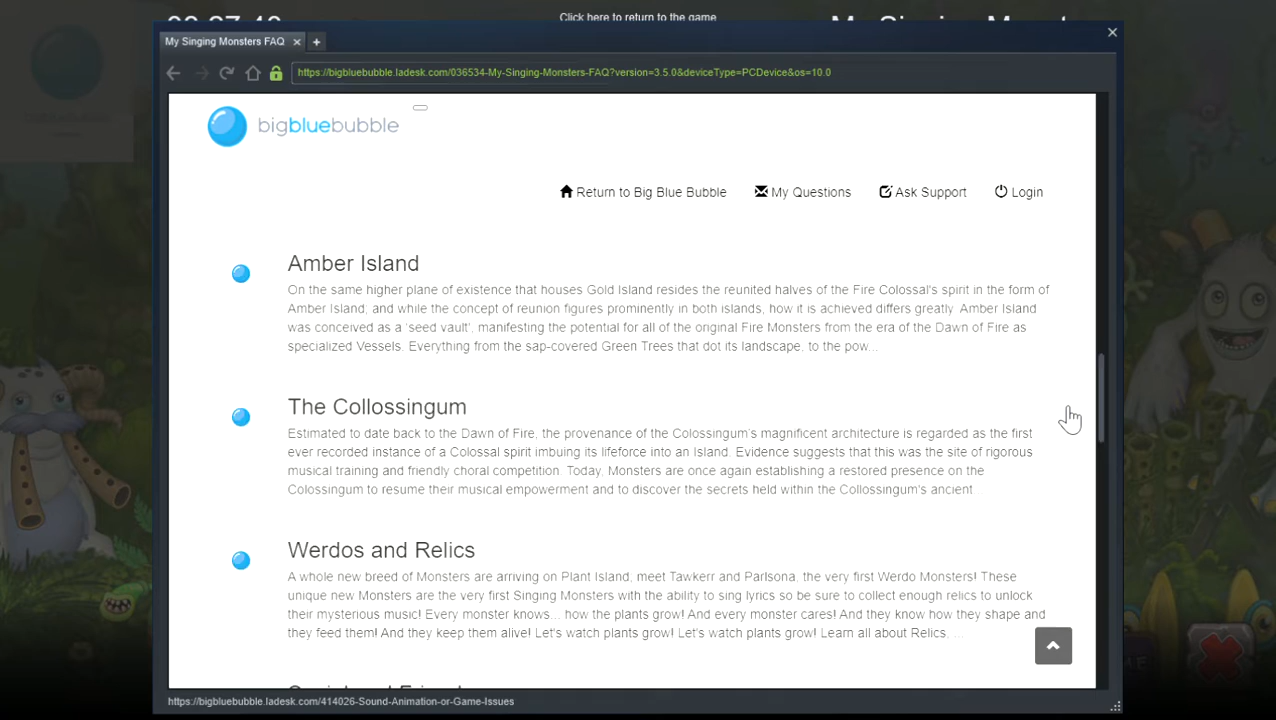 Click here to return to the game
My Singing Monsters FAQ
https://bigbluebubble.ladesk.com/036534-My-Singing-Monsters-FAQ?version=3.5.0&deviceType=PCDevice&os=10.0
bigbluebubble
Return to Big Blue Bubble My Questions Ask Support Login
Amber Island
On the same higher plane of existence that houses Gold Island resides the reunited halves of the Fire Colossal's spirit in the form of
Amber Island, and while the concept of reunion figures prominently in both islands, how it is achieved differs greatly. Amber Island
was conceived as a 'seed vault', manifesting the potential for all of the original Fire Monsters from the era of the Dawn of Fire as
specialized Vessels. Everything from the sap-covered Green Trees that dot its landscape, to the pow...
The Collossingum
Estimated to date back to the Dawn of Fire, the provenance of the Colossingum's magnificent architecture is regarded as the first
ever recorded instance of a Colossal spirit imbuing its lifeforce into an Island. Evidence suggests that this was the site of rigorous
musical training and friendly choral competition. Today, Monsters are once again establishing a restored presence on the
Colossingum to resume their musical empowerment and to discover the secrets held within the Collossingum's ancient
Werdos and Relics
A whole new breed of Monsters are arriving on Plant Island, meet Tawkerr and Parlsona, the very first Werdo Monsters! These
unique new Monsters are the very first Singing Monsters with the ability to sing lyrics so be sure to collect enough relics to unlock
their mysterious music! Every monster knows... how the plants grow! And every monster cares! And they know how they shape and
they feed them! And they keep them alive! Let's watch plants grow! Let's watch plants grow! Learn all about Relics, ...
https://bigbluebubble.ladesk.com/414026-Sound-Animation-or-Game-Issues